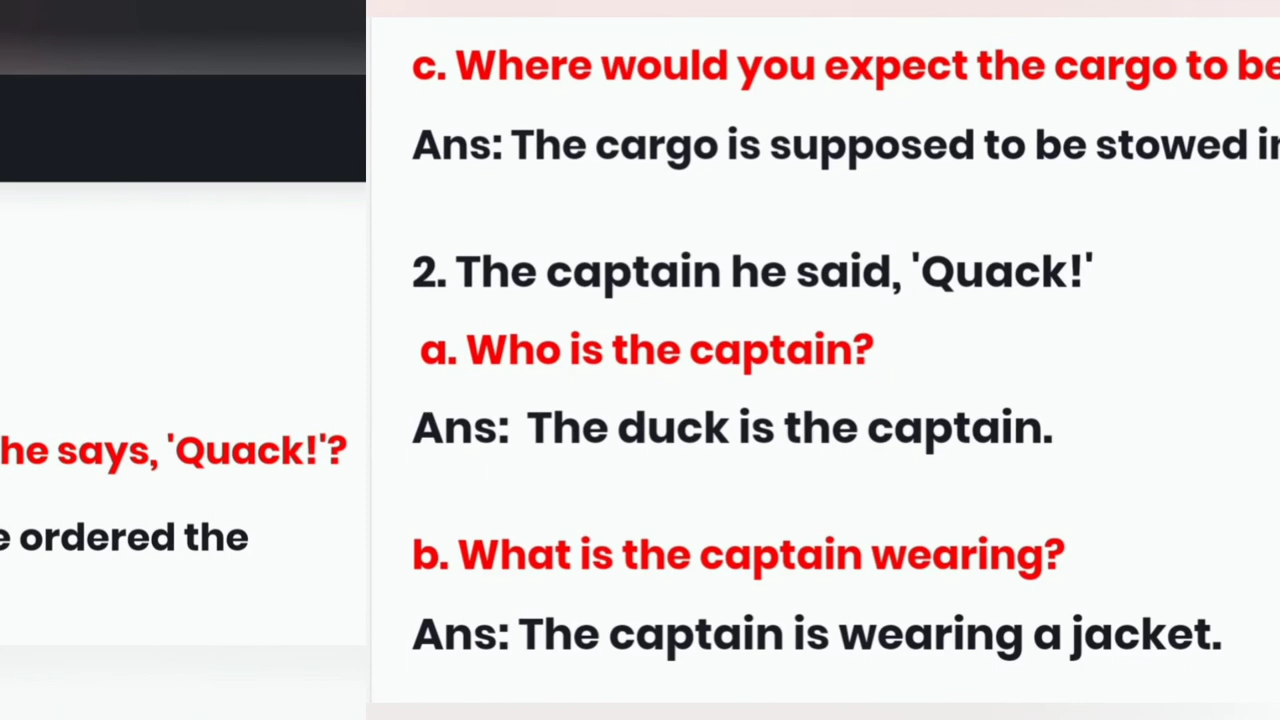 he says, 'Quack!'?
ordered the
c. Where would you expect the cargo to be
Ans: The cargo is supposed to be stowed
2. The captain he said, 'Quack!'
a. Who is the captain?
Ans: The duck is the captain.
b. What is the captain wearing?
Ans: The captain is wearing a jacket.